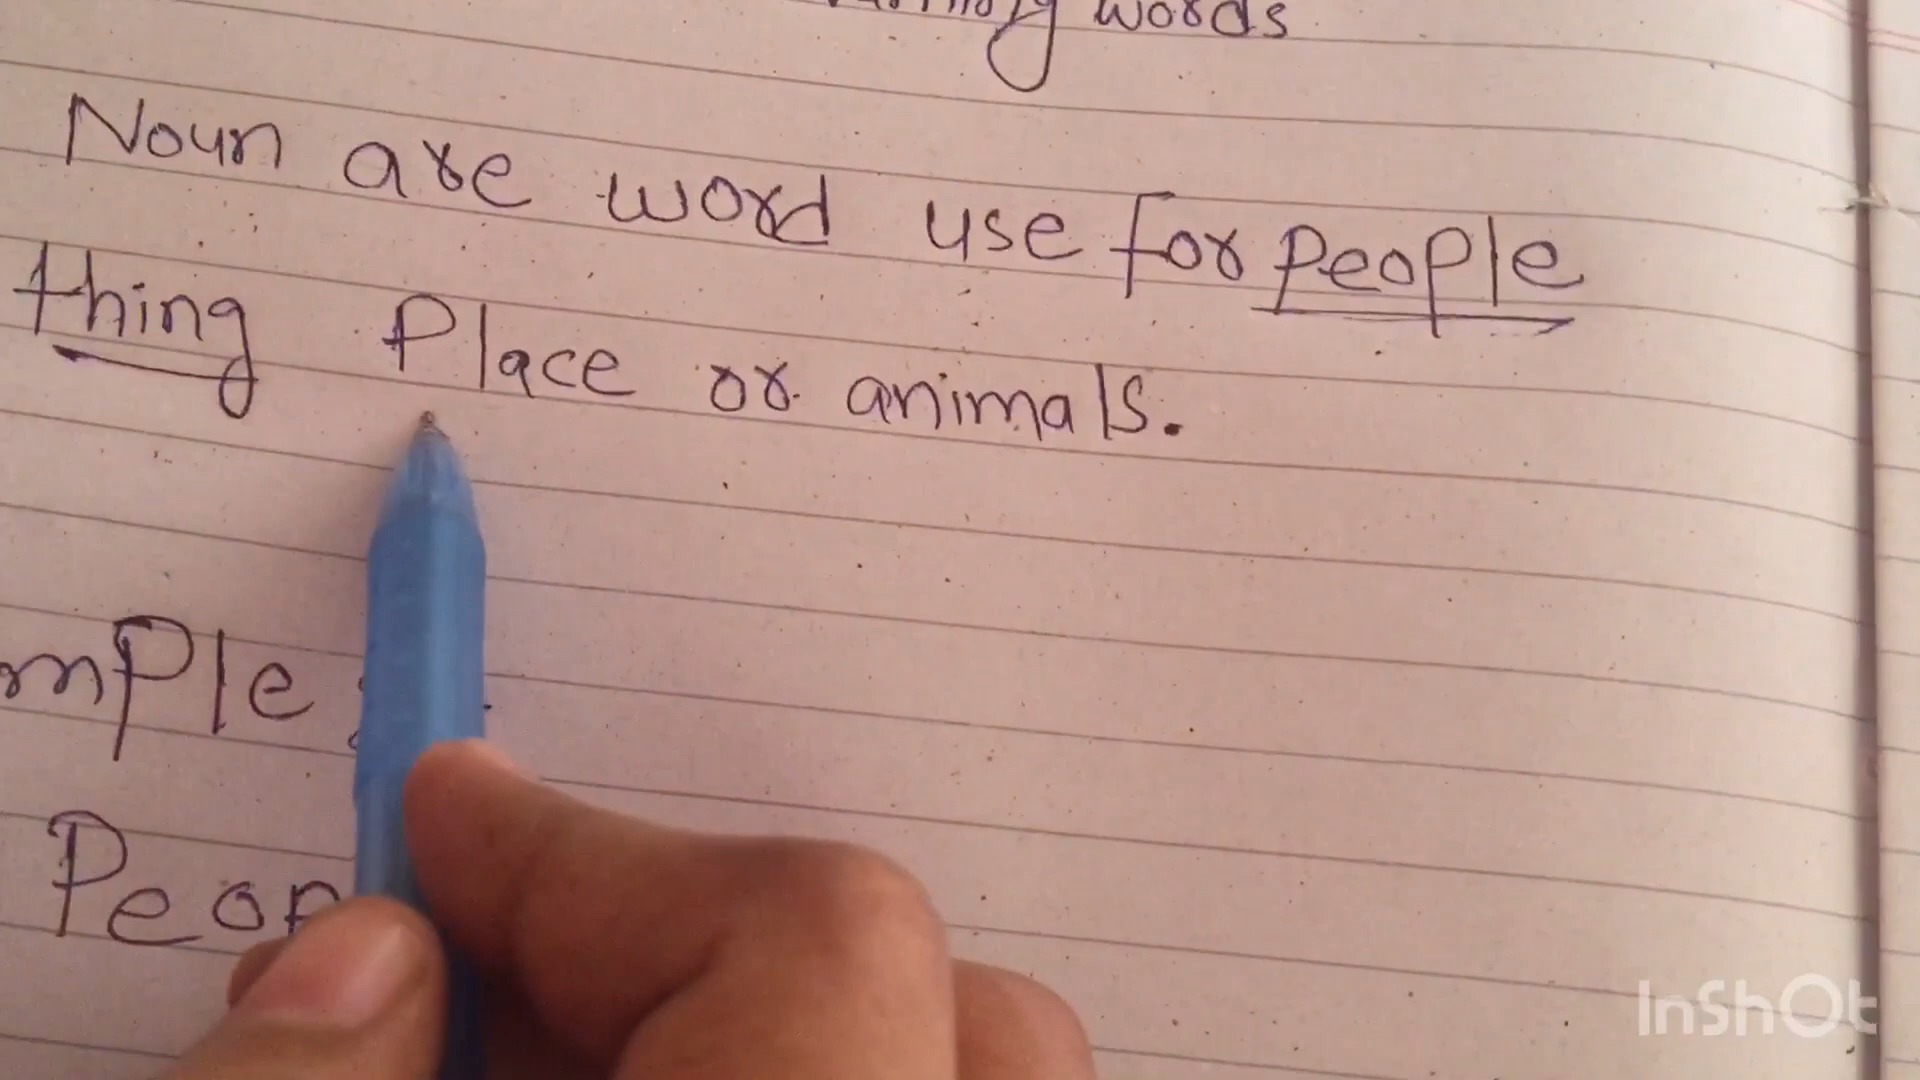 words
Noun are word use for people
thing Place or animals.
mPle :
Peop
InShOt